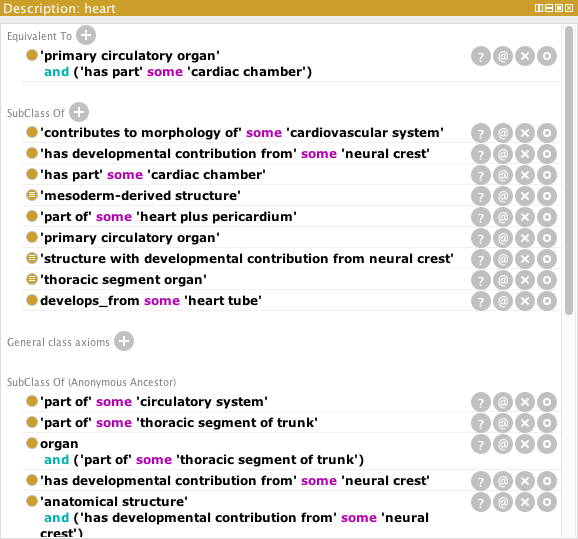 Description: heart
Equivalent To
'primary circulatory organ'
and ('has part' some 'cardiac chamber')
SubClass Of
'contributes to morphology of' some 'cardiovascular system'
'has developmental contribution from' some 'neural crest'
'has part' some 'cardiac chamber'
'mesoderm-derived structure'
'part of' some 'heart plus pericardium'
'primary circulatory organ'
'structure with developmental contribution from neural crest'
'thoracic segment organ'
develops_from some 'heart tube'
General class axioms
SubClass Of (Anonymous Ancestor)
'part of' some 'circulatory system'
'part of' some 'thoracic segment of trunk'
organ
and ('part of' some 'thoracic segment of trunk')
'has developmental contribution from' some 'neural crest'
'anatomical structure'
and ('has developmental contribution from' some 'neural
crest')